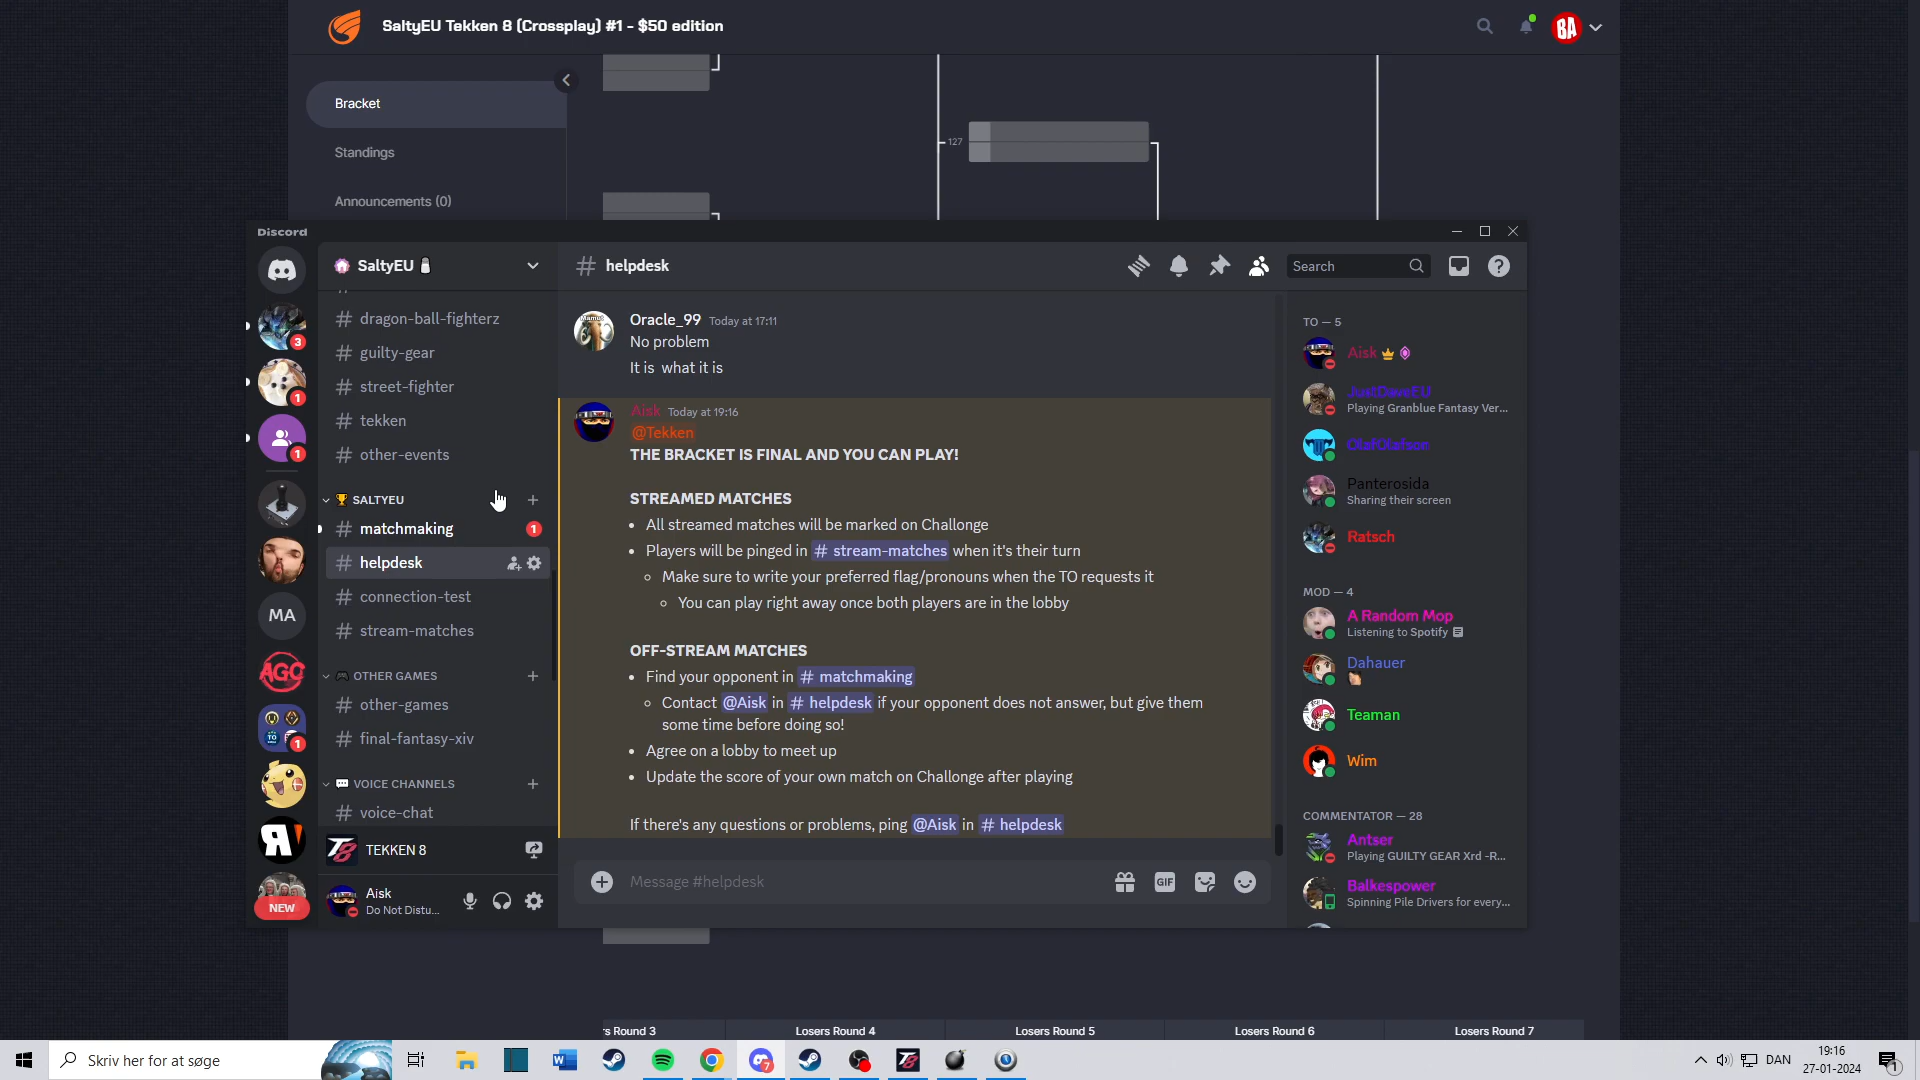 SaltyEU Tekken 8 (Crossplay) #1 - $50 edition
BA
Bracket
Standings
Announcements (0)
127
Discord
SaltyEU
# helpdesk
Search
# dragon-ball-fighterz
# guilty-gear
# street-fighter
# tekken
# other-events
SALTYEU
# matchmaking
1
# helpdesk
# connection-test
# stream-matches
OTHER GAMES
# other-games
# final-fantasy-xiv
VOICE CHANNELS
# voice-chat
TEKKEN 8
Aisk
Do Not Distu...
3
1
1
MA
AGC
1
NEW
Oracle_99 Today at 17:11
No problem
It is what it is
Aisk Today at 19:16
@Tekken
THE BRACKET IS FINAL AND YOU CAN PLAY!
STREAMED MATCHES
• All streamed matches will be marked on Challonge
• Players will be pinged in # stream-matches when it's their turn
◦ Make sure to write your preferred flag/pronouns when the TO requests it
◦ You can play right away once both players are in the lobby
OFF-STREAM MATCHES
• Find your opponent in # matchmaking
◦ Contact @Aisk in # helpdesk if your opponent does not answer, but give them
some time before doing so!
• Agree on a lobby to meet up
• Update the score of your own match on Challonge after playing
If there's any questions or problems, ping @Aisk in # helpdesk
Message #helpdesk
GIF
TO — 5
Aisk
JustDaveEU
Playing Granblue Fantasy Ver...
OlafOlafson
Panterosida
Sharing their screen
Ratsch
MOD — 4
A Random Mop
Listening to Spotify
Dahauer
Teaman
Wim
COMMENTATOR — 28
Antser
Playing GUILTY GEAR Xrd -R...
Balkespower
Spinning Pile Drivers for every...
rs Round 3
Losers Round 4
Losers Round 5
Losers Round 6
Losers Round 7
Skriv her for at søge
7
DAN
19:16
27-01-2024
1